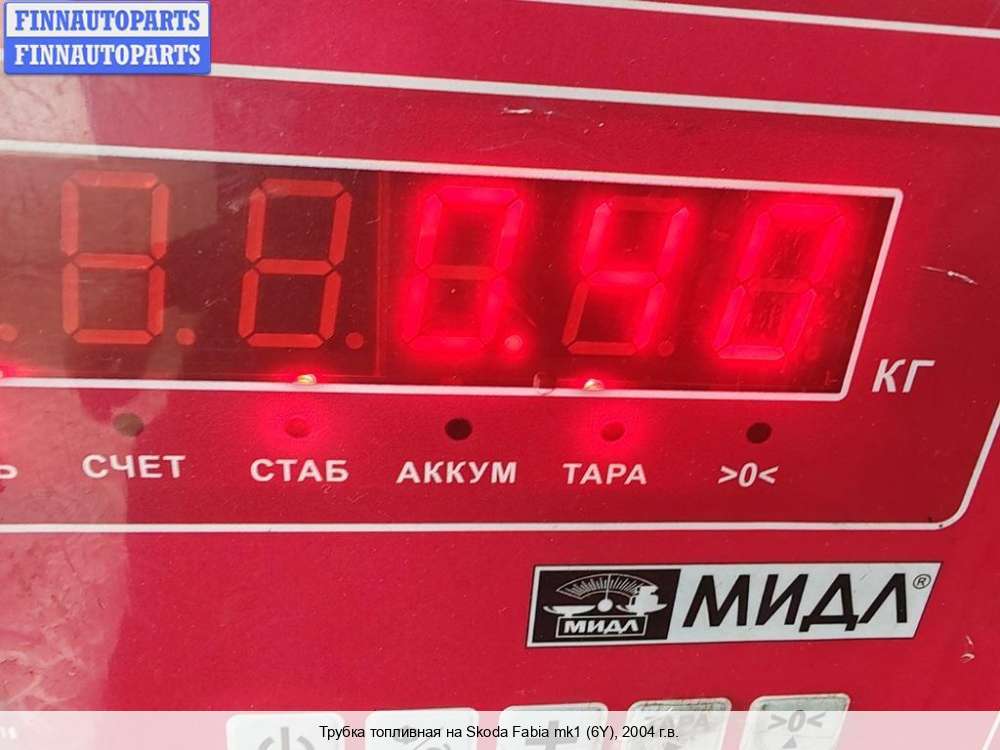 FINNAUTOPARTS
FINNAUTOPARTS
0.40
КГ
СЧЕТ СТАБ АККУМ ТАРА >0<
МИДЛ МИДЛ®
ТАРА >0<
Трубка топливная на Skoda Fabia mk1 (6Y), 2004 г.в.